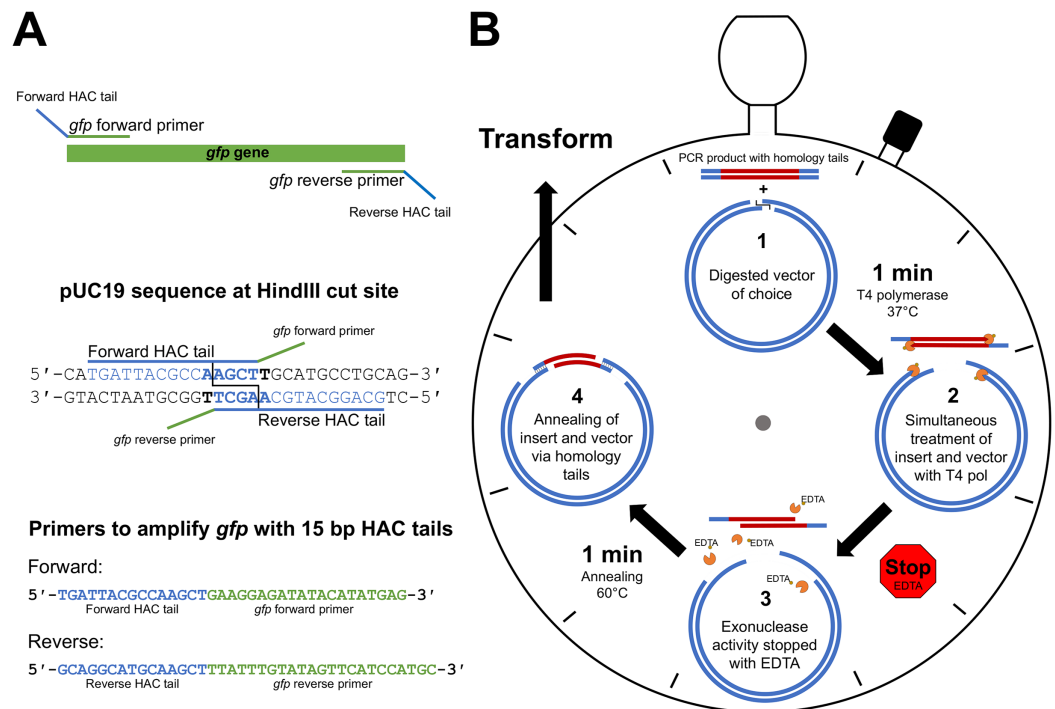 A
Forward HAC tail
gfp forward primer
gfp gene
gfp reverse primer
Reverse HAC tail
pUC19 sequence at HindIII cut site
gfp forward primer
Forward HAC tail
5'-CATGATTACGCCAAGCTTGCATGCCTGCAG-3'
3'-GTACTAATGCGGTTCGAACGTACGGACGTC-5'
Reverse HAC tail
gfp reverse primer
Primers to amplify gfp with 15 bp HAC tails
Forward:
5'-TGATTACGCCAAGCTGAAGGAGATATACATATGAG-3'
Forward HAC tail
gfp forward primer
Reverse:
5'-GCAGGCATGCAAGCTTTATTTGTATAGTTCATCCATGC-3'
Reverse HAC tail
gfp reverse primer
B
Transform
PCR product with homology tails
+
1
Digested vector
of choice
1 min
T4 polymerase
37°C
2
Simultaneous
treatment of
insert and vector
with T4 pol
Stop
EDTA
EDTA
EDTA
EDTA
EDTA
3
Exonuclease
activity stopped
with EDTA
1 min
Annealing
60°C
4
Annealing of
insert and vector
via homology
tails